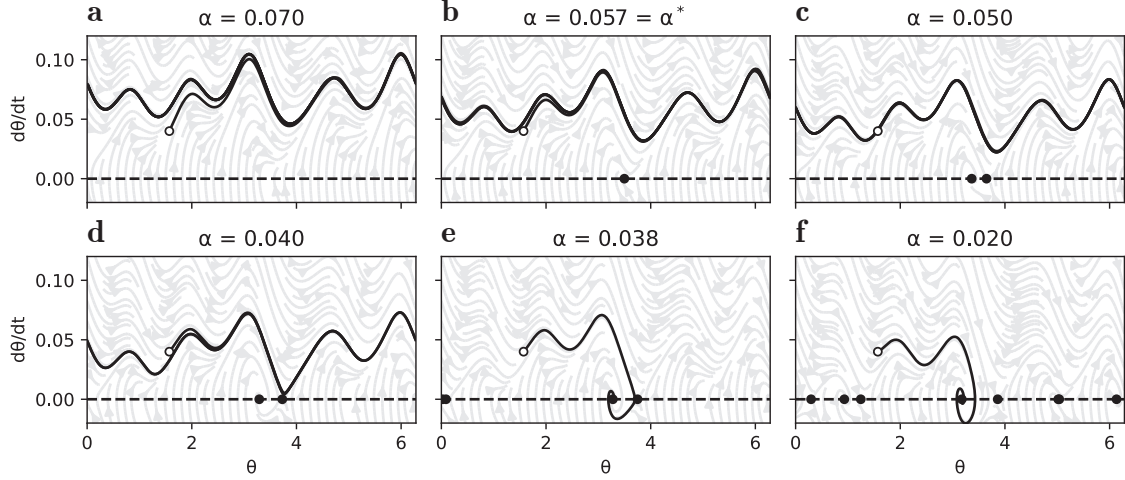 a α = 0.070
b α = 0.057 = α*
c α = 0.050
dθ/dt
0.10
0.05
0.00
d α = 0.040
e α = 0.038
f α = 0.020
dθ/dt
0.10
0.05
0.00
0 2 4 6
0 2 4 6
0 2 4 6
θ
θ
θ